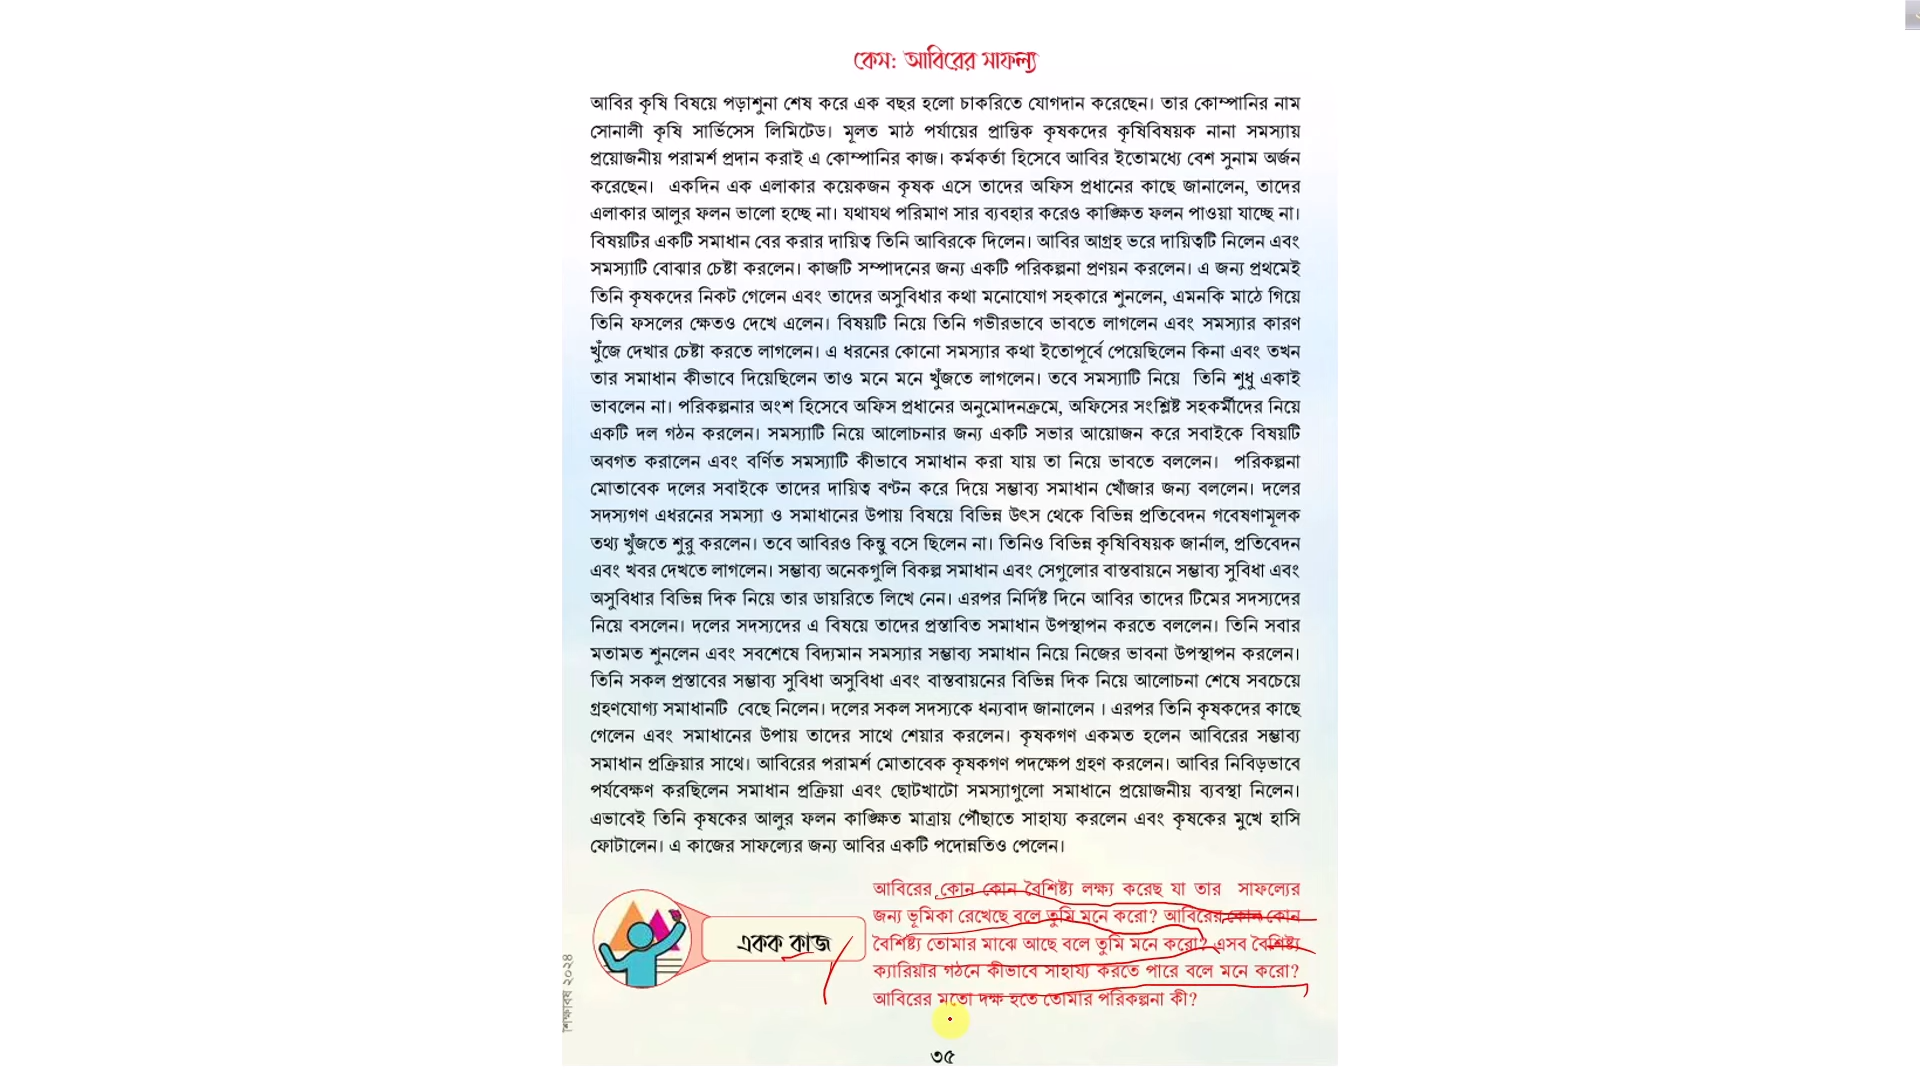 কেস: আবিরের সাফল্য
আবির কৃষি বিষয়ে পড়াশুনা শেষ করে এক বছর হলো চাকরিতে যোগদান করেছেন। তার কোম্পানির নাম
সোনালী কৃষি সার্ভিসেস লিমিটেড। মূলত মাঠ পর্যায়ের প্রান্তিক কৃষকদের কৃষিবিষয়ক নানা সমস্যায়
প্রয়োজনীয় পরামর্শ প্রদান করাই এ কোম্পানির কাজ। কর্মকর্তা হিসেবে আবির ইতোমধ্যে বেশ সুনাম অর্জন
করেছেন। একদিন এক এলাকার কয়েকজন কৃষক এসে তাদের অফিস প্রধানের কাছে জানালেন, তাদের
এলাকার আলুর ফলন ভালো হচ্ছে না। যথাযথ পরিমাণ সার ব্যবহার করেও কাঙ্ক্ষিত ফলন পাওয়া যাচ্ছে না।
বিষয়টির একটি সমাধান বের করার দায়িত্ব তিনি আবিরকে দিলেন। আবির আগ্রহ ভরে দায়িত্বটি নিলেন এবং
সমস্যাটি বোঝার চেষ্টা করলেন। কাজটি সম্পাদনের জন্য একটি পরিকল্পনা প্রণয়ন করলেন। এ জন্য প্রথমেই
তিনি কৃষকদের নিকট গেলেন এবং তাদের অসুবিধার কথা মনোযোগ সহকারে শুনলেন, এমনকি মাঠে গিয়ে
তিনি ফসলের ক্ষেতও দেখে এলেন। বিষয়টি নিয়ে তিনি গভীরভাবে ভাবতে লাগলেন এবং সমস্যার কারণ
খুঁজে দেখার চেষ্টা করতে লাগলেন। এ ধরনের কোনো সমস্যার কথা ইতোপূর্বে পেয়েছিলেন কিনা এবং তখন
তার সমাধান কীভাবে দিয়েছিলেন তাও মনে মনে খুঁজতে লাগলেন। তবে সমস্যাটি নিয়ে তিনি শুধু একাই
ভাবলেন না। পরিকল্পনার অংশ হিসেবে অফিস প্রধানের অনুমোদনক্রমে, অফিসের সংশ্লিষ্ট সহকর্মীদের নিয়ে
একটি দল গঠন করলেন। সমস্যাটি নিয়ে আলোচনার জন্য একটি সভার আয়োজন করে সবাইকে বিষয়টি
অবগত করালেন এবং বর্ণিত সমস্যাটি কীভাবে সমাধান করা যায় তা নিয়ে ভাবতে বললেন। পরিকল্পনা
মোতাবেক দলের সবাইকে তাদের দায়িত্ব বণ্টন করে দিয়ে সম্ভাব্য সমাধান খোঁজার জন্য বললেন। দলের
সদস্যগণ এধরনের সমস্যা ও সমাধানের উপায় বিষয়ে বিভিন্ন উৎস থেকে বিভিন্ন প্রতিবেদন গবেষণামূলক
তথ্য খুঁজতে শুরু করলেন। তবে আবিরও কিন্তু বসে ছিলেন না। তিনিও বিভিন্ন কৃষিবিষয়ক জার্নাল, প্রতিবেদন
এবং খবর দেখতে লাগলেন। সম্ভাব্য অনেকগুলি বিকল্প সমাধান এবং সেগুলোর বাস্তবায়নে সম্ভাব্য সুবিধা এবং
অসুবিধার বিভিন্ন দিক নিয়ে তার ডায়রিতে লিখে নেন। এরপর নির্দিষ্ট দিনে আবির তাদের টিমের সদস্যদের
নিয়ে বসলেন। দলের সদস্যদের এ বিষয়ে তাদের প্রস্তাবিত সমাধান উপস্থাপন করতে বললেন। তিনি সবার
মতামত শুনলেন এবং সবশেষে বিদ্যমান সমস্যার সম্ভাব্য সমাধান নিয়ে নিজের ভাবনা উপস্থাপন করলেন।
তিনি সকল প্রস্তাবের সম্ভাব্য সুবিধা অসুবিধা এবং বাস্তবায়নের বিভিন্ন দিক নিয়ে আলোচনা শেষে সবচেয়ে
গ্রহণযোগ্য সমাধানটি বেছে নিলেন। দলের সকল সদস্যকে ধন্যবাদ জানালেন । এরপর তিনি কৃষকদের কাছে
গেলেন এবং সমাধানের উপায় তাদের সাথে শেয়ার করলেন। কৃষকগণ একমত হলেন আবিরের সম্ভাব্য
সমাধান প্রক্রিয়ার সাথে। আবিরের পরামর্শ মোতাবেক কৃষকগণ পদক্ষেপ গ্রহণ করলেন। আবির নিবিড়ভাবে
পর্যবেক্ষণ করছিলেন সমাধান প্রক্রিয়া এবং ছোটখাটো সমস্যাগুলো সমাধানে প্রয়োজনীয় ব্যবস্থা নিলেন।
এভাবেই তিনি কৃষকের আলুর ফলন কাঙ্ক্ষিত মাত্রায় পৌঁছাতে সাহায্য করলেন এবং কৃষকের মুখে হাসি
ফোটালেন। এ কাজের সাফল্যের জন্য আবির একটি পদোন্নতিও পেলেন।
একক কাজ
আবিরের কোন কোন বৈশিষ্ট্য লক্ষ্য করেছ যা তার সাফল্যের
জন্য ভূমিকা রেখেছে বলে তুমি মনে করো? আবিরের কোন কোন
বৈশিষ্ট্য তোমার মাঝে আছে বলে তুমি মনে করো? এসব বৈশিষ্ট্য
ক্যারিয়ার গঠনে কীভাবে সাহায্য করতে পারে বলে মনে করো?
আবিরের মতো দক্ষ হতে তোমার পরিকল্পনা কী?
শিক্ষাবর্ষ ২০২৪
৩৫